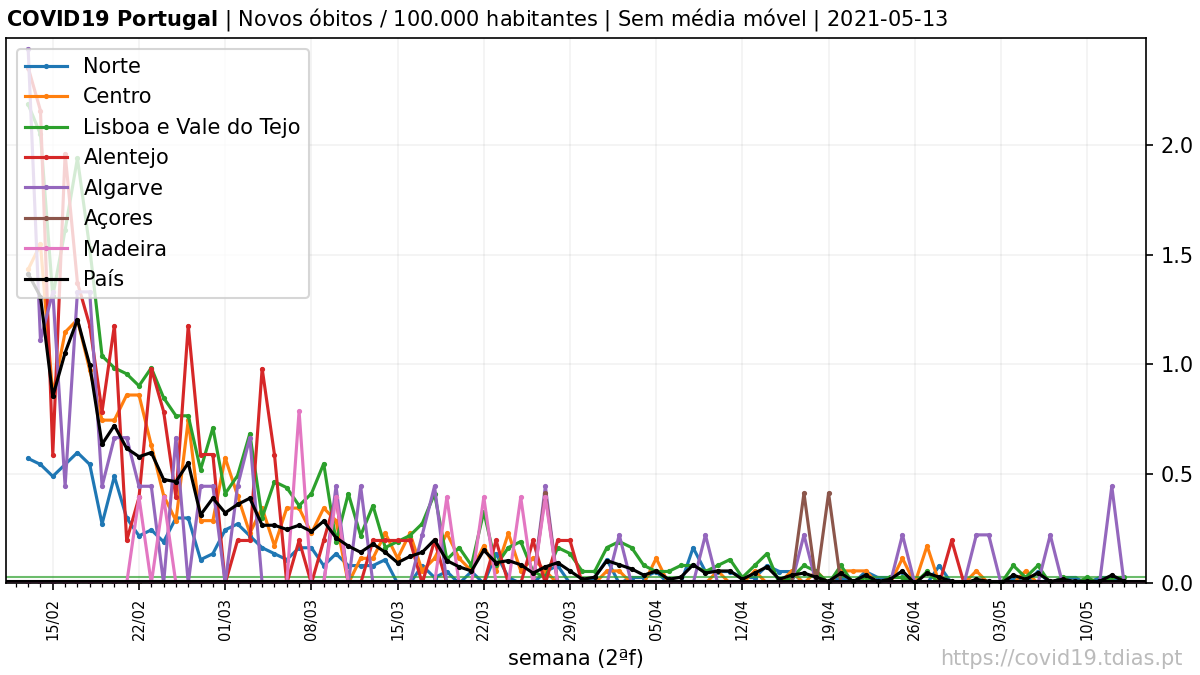 COVID19 Portugal | Novos óbitos / 100.000 habitantes | Sem média móvel | 2021-05-13
Norte
Centro
Lisboa e Vale do Tejo
Alentejo
Algarve
Açores
Madeira
País
2.0
1.5
1.0
0.5
0.0
15/02
22/02
01/03
08/03
15/03
22/03
29/03
05/04
12/04
19/04
26/04
03/05
10/05
semana (2ªf)
https://covid19.tdias.pt